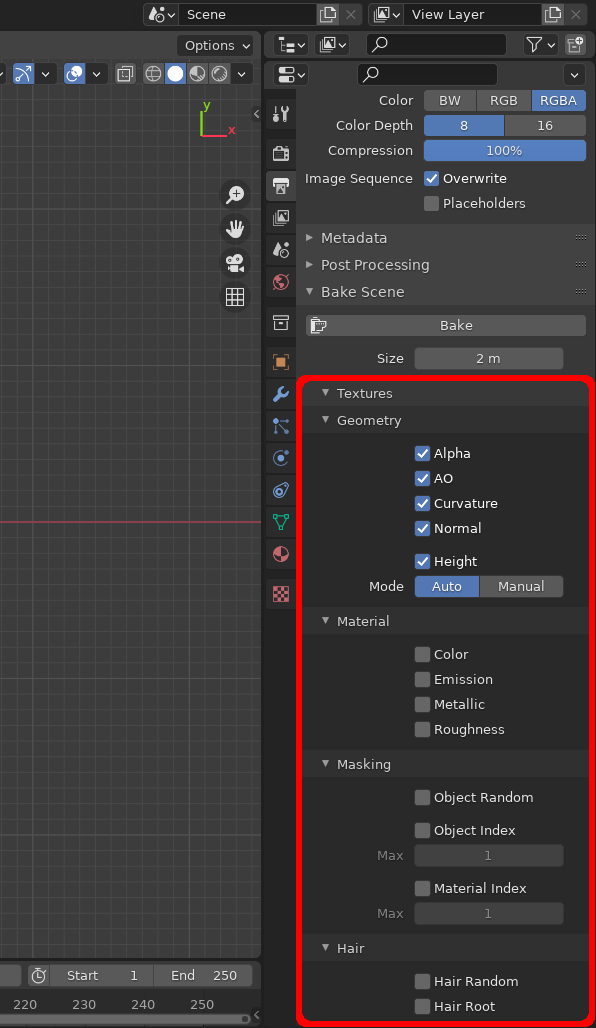 Scene
View Layer
Options
y
x
Color BW RGB RGBA
Color Depth 8 16
Compression 100%
Image Sequence Overwrite
Placeholders
Metadata
Post Processing
Bake Scene
Bake
Size 2 m
Textures
Geometry
Alpha
AO
Curvature
Normal
Height
Mode Auto Manual
Material
Color
Emission
Metallic
Roughness
Masking
Object Random
Object Index
Max 1
Material Index
Max 1
Hair
Hair Random
Hair Root
Start 1 End 250
220 230 240 250